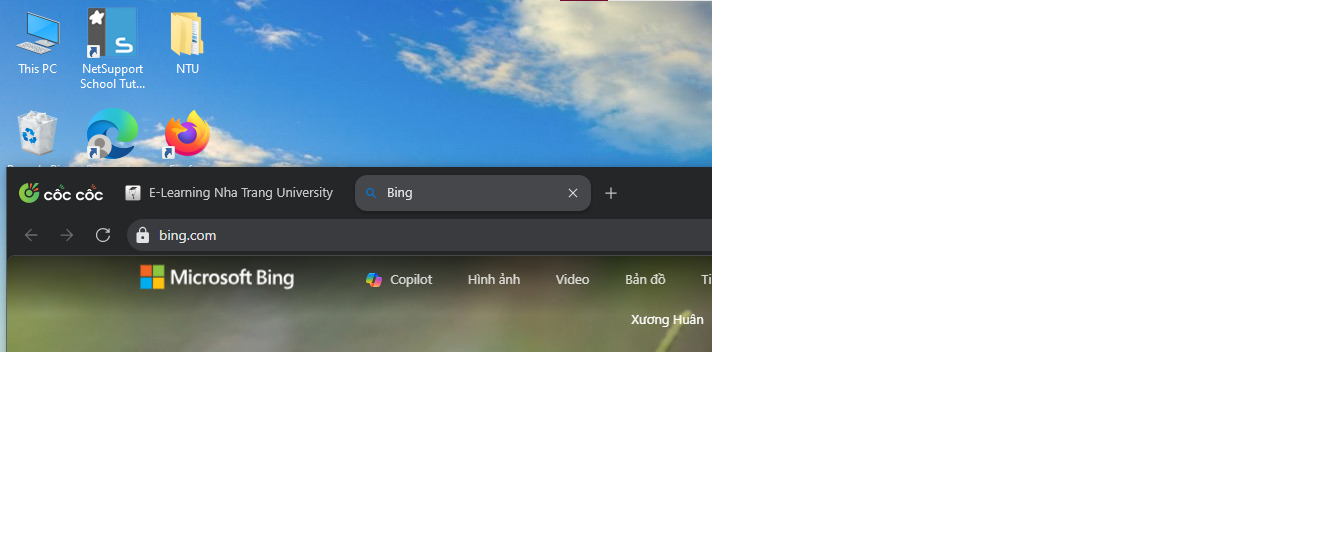 This PC
NetSupport
School Tut...
NTU
cốc cốc
E-Learning Nha Trang University
Bing
bing.com
Microsoft Bing
Copilot
Hình ảnh
Video
Bản đồ
Xương Huân